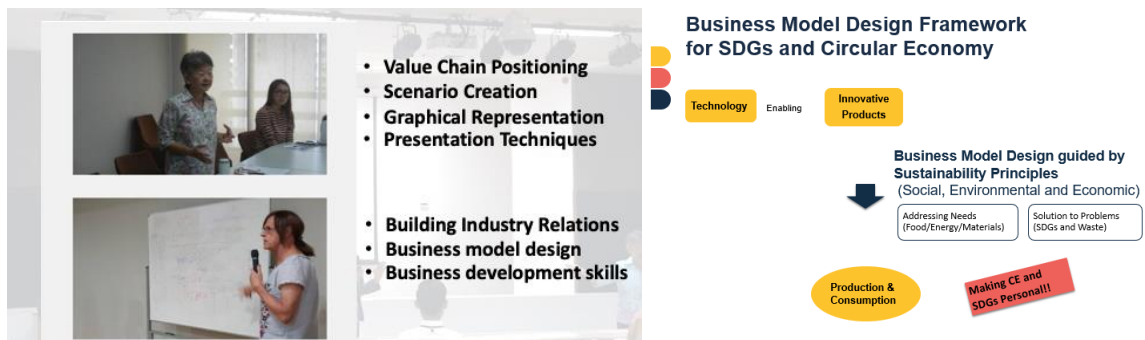 • Value Chain Positioning
• Scenario Creation
• Graphical Representation
• Presentation Techniques
• Building Industry Relations
• Business model design
• Business development skills
Business Model Design Framework
for SDGs and Circular Economy
Technology
Enabling
Innovative
Products
Business Model Design guided by
Sustainability Principles
(Social, Environmental and Economic)
Addressing Needs
(Food/Energy/Materials)
Solution to Problems
(SDGs and Waste)
Production &
Consumption
Making CE and
SDGs Personal!!